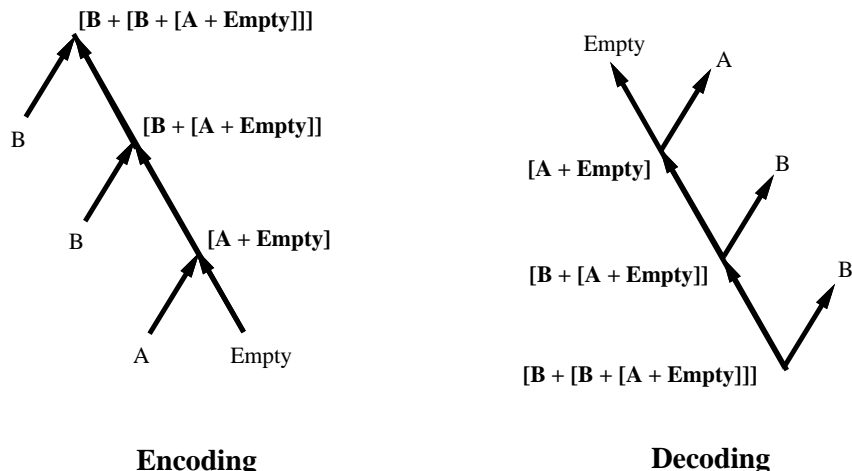 [B + [B + [A + Empty]]]
B
[B + [A + Empty]]
B
[A + Empty]
A Empty
Encoding
Empty
A
[A + Empty]
B
[B + [A + Empty]]
B
[B + [B + [A + Empty]]]
Decoding